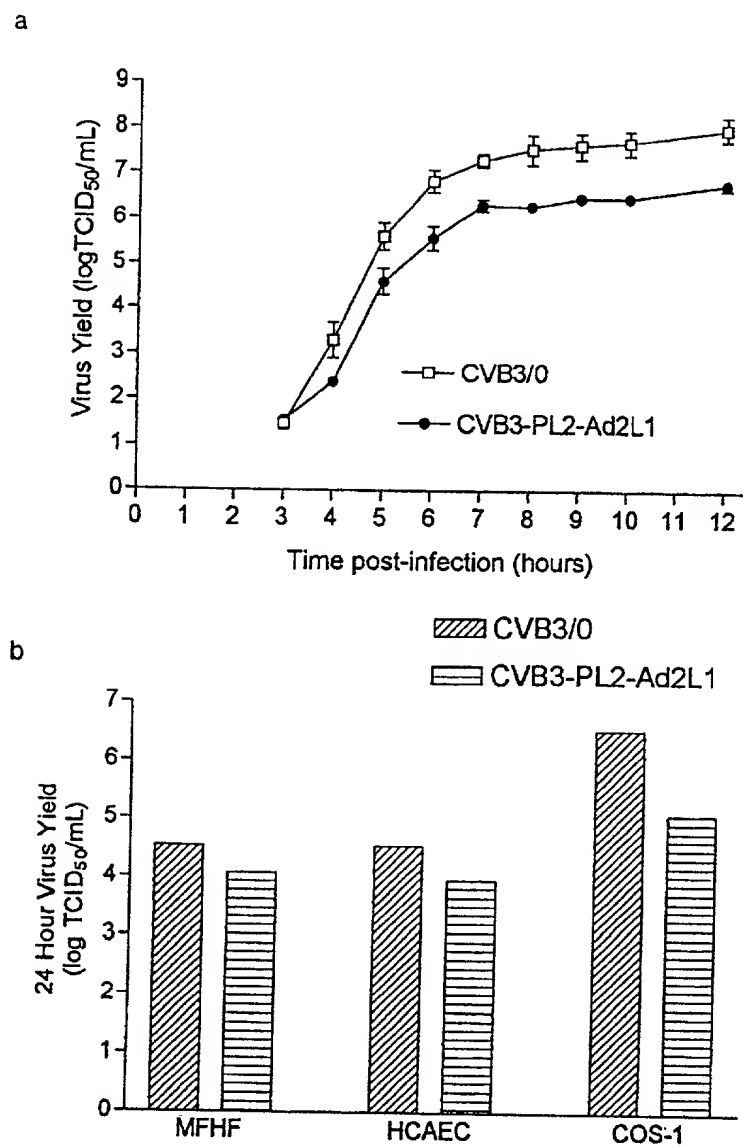 a
Virus Yield (logTCID50/mL)
9
8
7
6
5
4
3
2
1
0
0 1 2 3 4 5 6 7 8 9 10 11 12
Time post-infection (hours)
CVB3/0
CVB3-PL2-Ad2L1
CVB3/0
CVB3-PL2-Ad2L1
b
24 Hour Virus Yield
(log TCID50/mL)
7
6
5
4
3
2
1
0
MFHF HCAEC COS-1